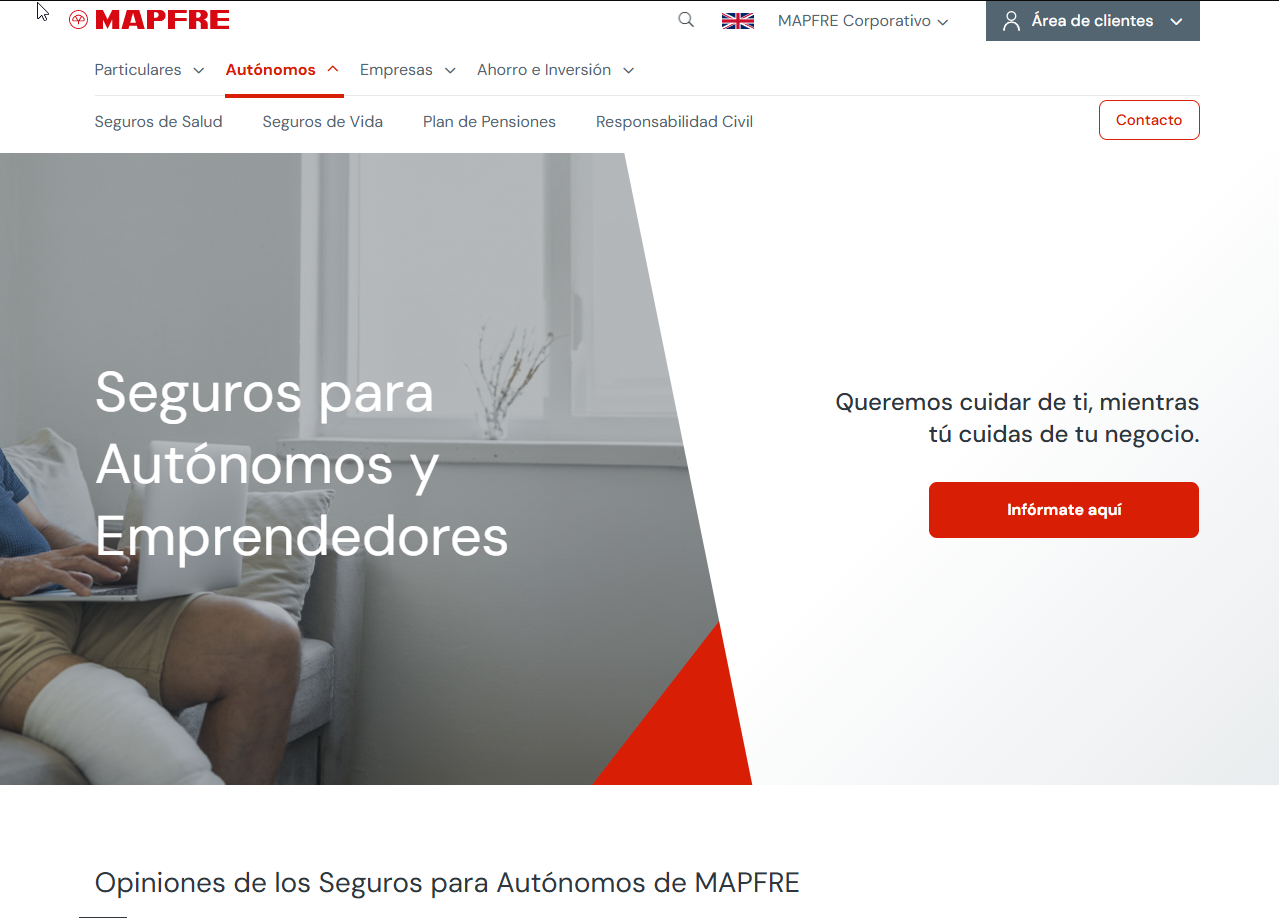 MAPFRE
MAPFRE Corporativo
Área de clientes
Particulares
Autónomos
Empresas
Ahorro e Inversión
Seguros de Salud
Seguros de Vida
Plan de Pensiones
Responsabilidad Civil
Contacto
Seguros para
Autónomos y
Emprendedores
Queremos cuidar de ti, mientras
tú cuidas de tu negocio.
Infórmate aquí
Opiniones de los Seguros para Autónomos de MAPFRE